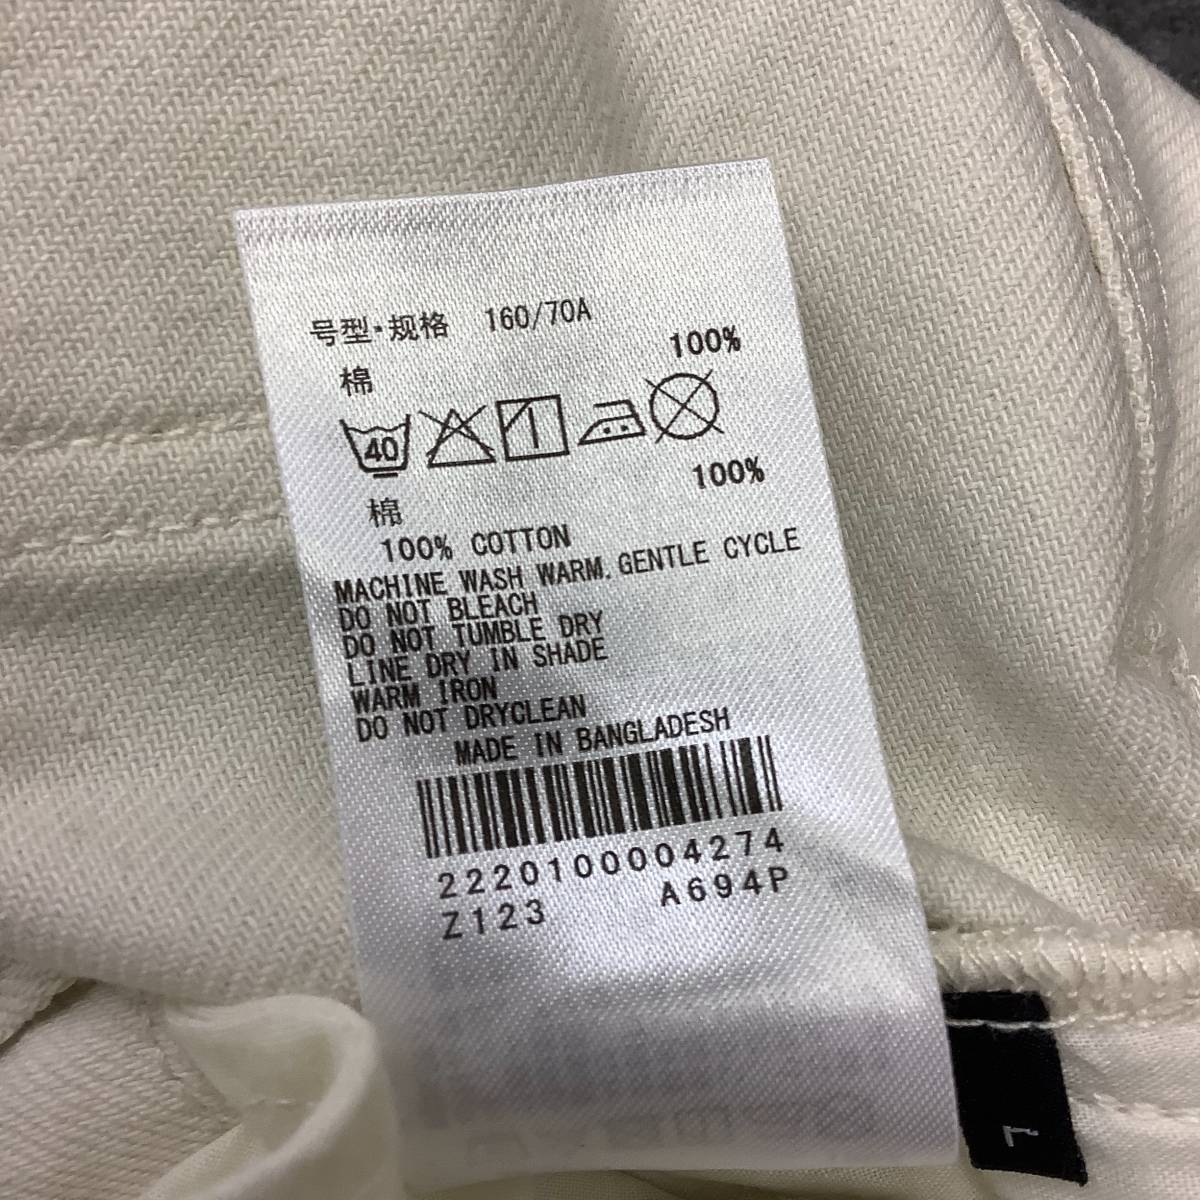 号型·规格 160/70A
棉 100%
40
棉 100%
100% COTTON
MACHINE WASH WARM. GENTLE CYCLE
DO NOT BLEACH
DO NOT TUMBLE DRY
LINE DRY IN SHADE
WARM IRON
DO NOT DRYCLEAN
MADE IN BANGLADESH
2220100004274
Z123 A694P